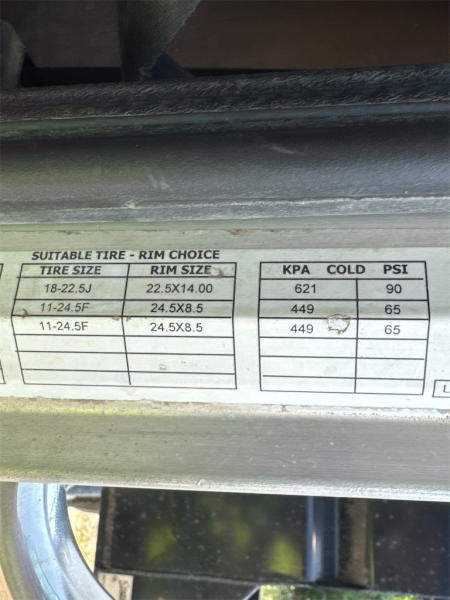 SUITABLE TIRE - RIM CHOICE
TIRE SIZE RIM SIZE KPA COLD PSI
18-22.5J 22.5X14.00 621 90
11-24.5F 24.5X8.5 449 65
11-24.5F 24.5X8.5 449 65